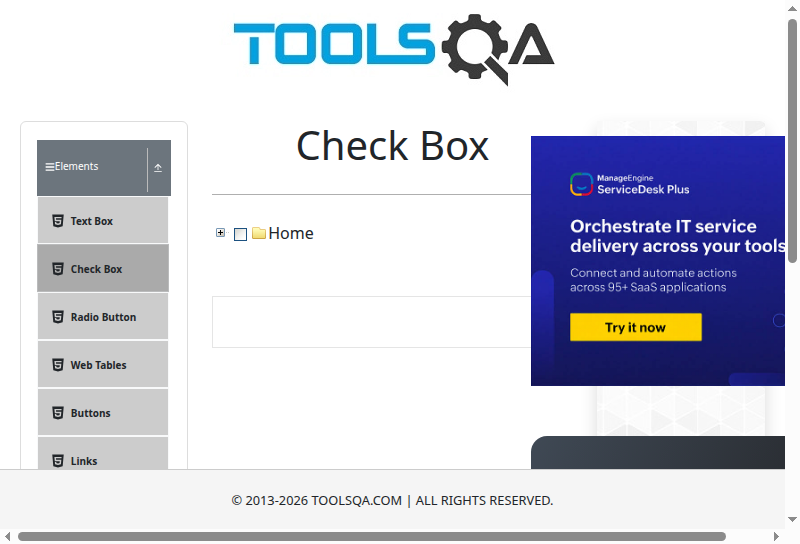 TOOLSQA
Elements
Text Box
Check Box
Radio Button
Web Tables
Buttons
Links
Check Box
Home
ManageEngine
ServiceDesk Plus
Orchestrate IT service
delivery across your tools
Connect and automate actions
across 95+ SaaS applications
Try it now
© 2013-2026 TOOLSQA.COM | ALL RIGHTS RESERVED.